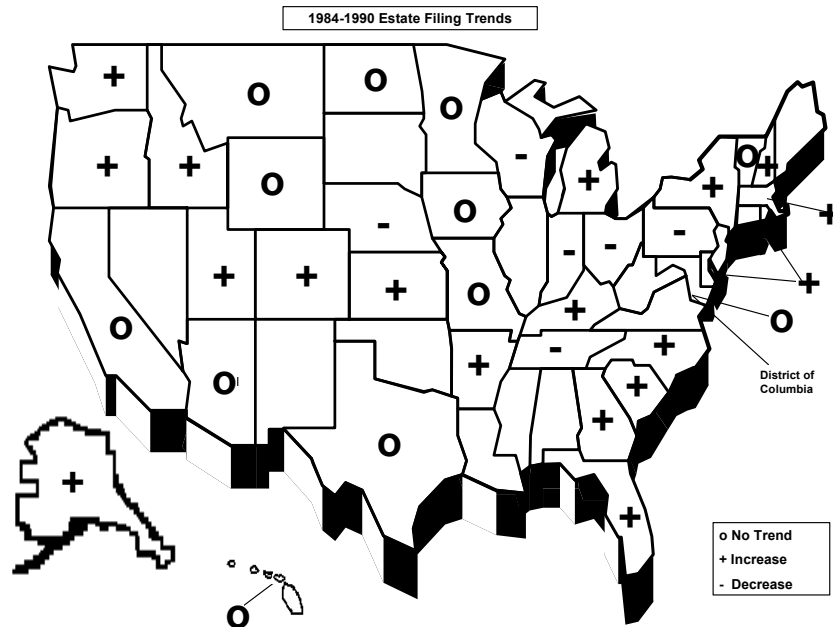 1984-1990 Estate Filing Trends
+ O O O
+ + O - + + O +
- O - - - +
+ + + O + +
O + - + O
O + +
O + District of
Columbia
+ +
o No Trend
+ Increase
- Decrease
O